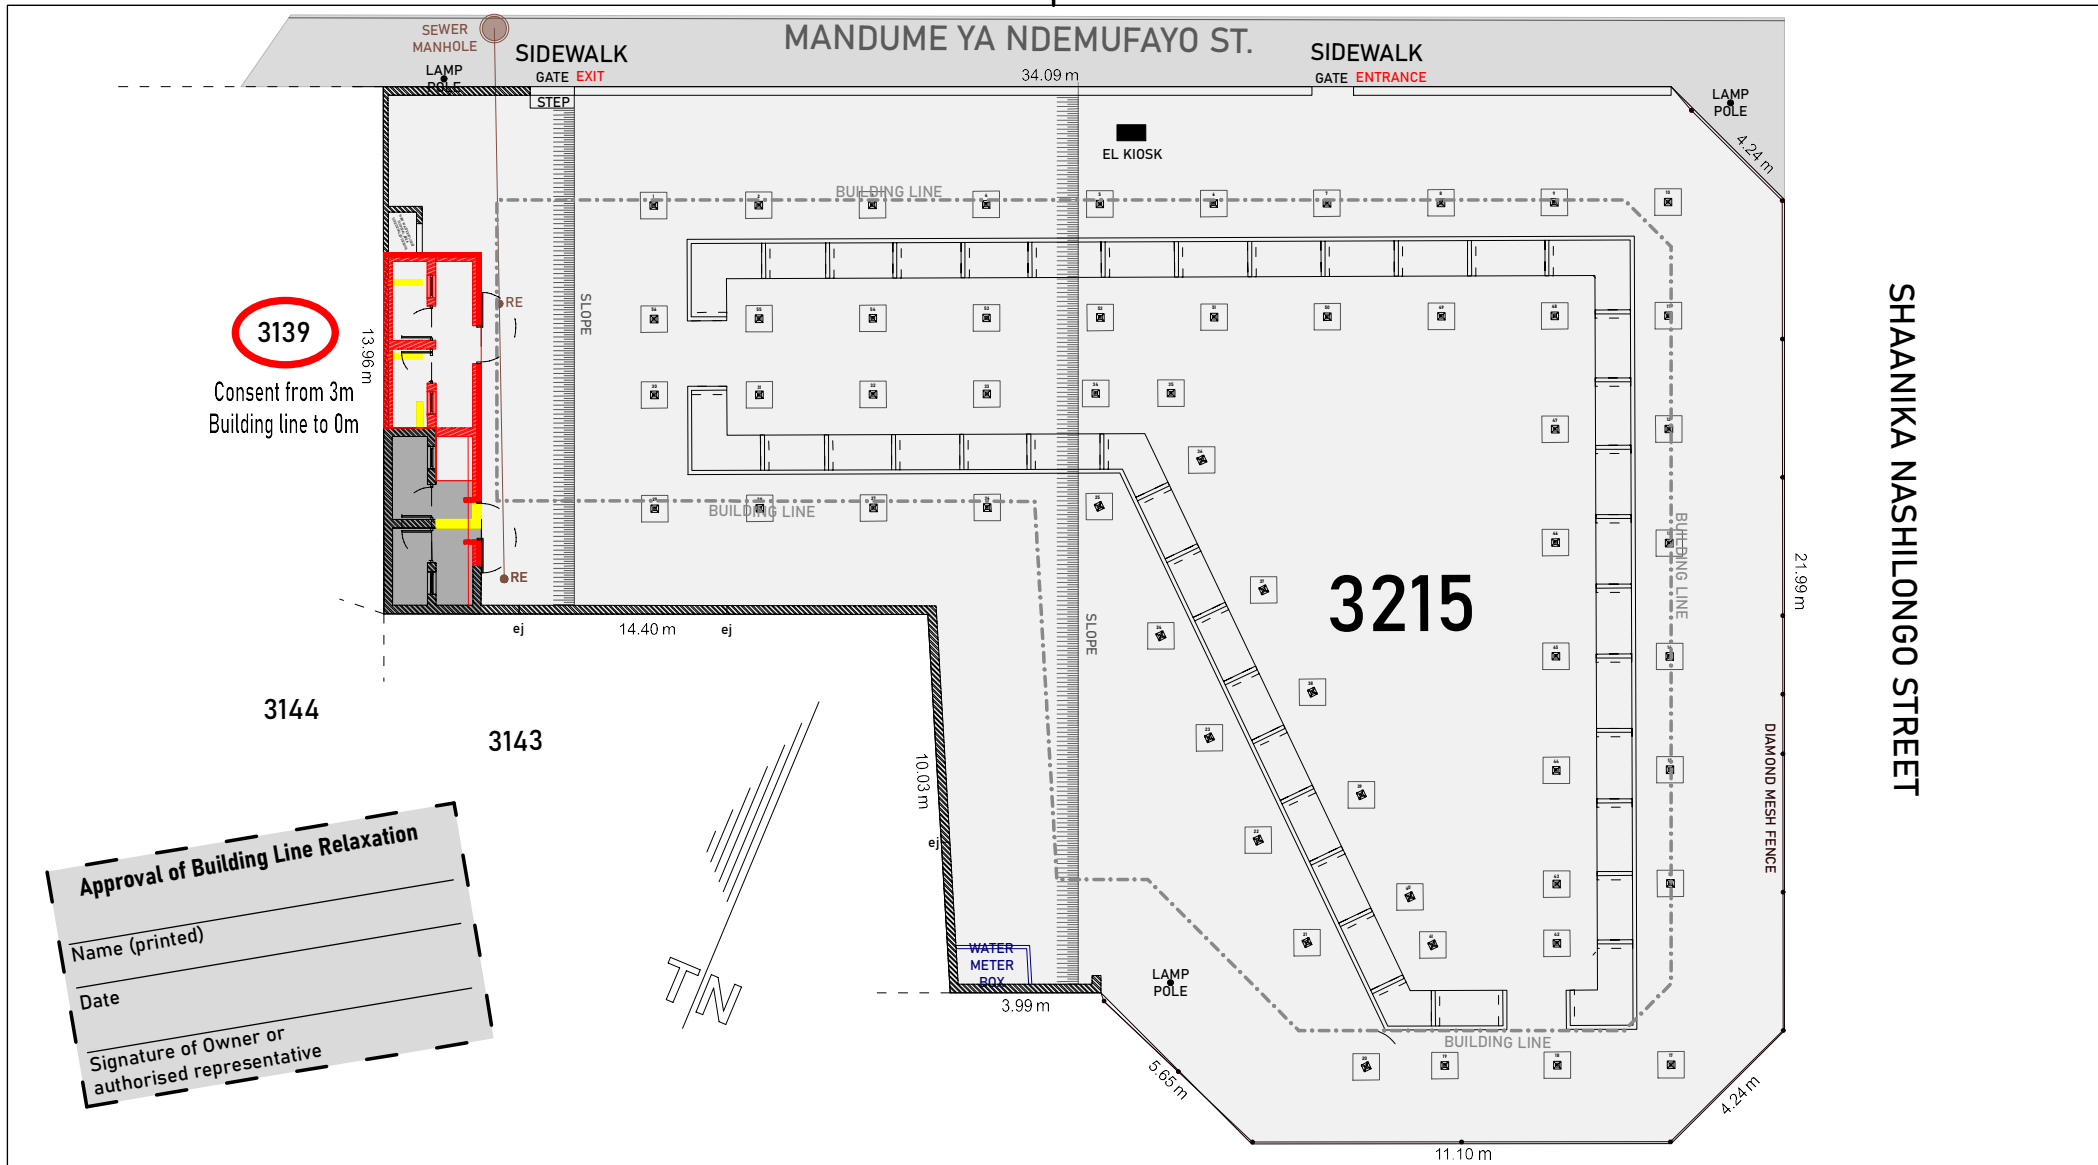 SEWER
MANHOLE
SIDEWALK
MANDUME YA NDEMUFAYO ST.
SIDEWALK
GATE EXIT
34.09 m
GATE ENTRANCE
LAMP
POLE
STEP
LAMP
POLE
4.24 m
EL KIOSK
BUILDING LINE
RE
SLOPE
3139
13.96 m
Consent from 3m
Building line to 0m
BUILDING LINE
RE
SLOPE
3215
BUILDING LINE
21.99 m
SHAANIKA NASHILONGO STREET
ej
14.40 m
ej
3144
3143
10.03 m
ej
DIAMOND MESH FENCE
Approval of Building Line Relaxation
Name (printed)
Date
Signature of Owner or
authorised representative
TN
WATER
METER
BOX
3.99 m
LAMP
POLE
BUILDING LINE
5.65 m
4.24 m
11.10 m